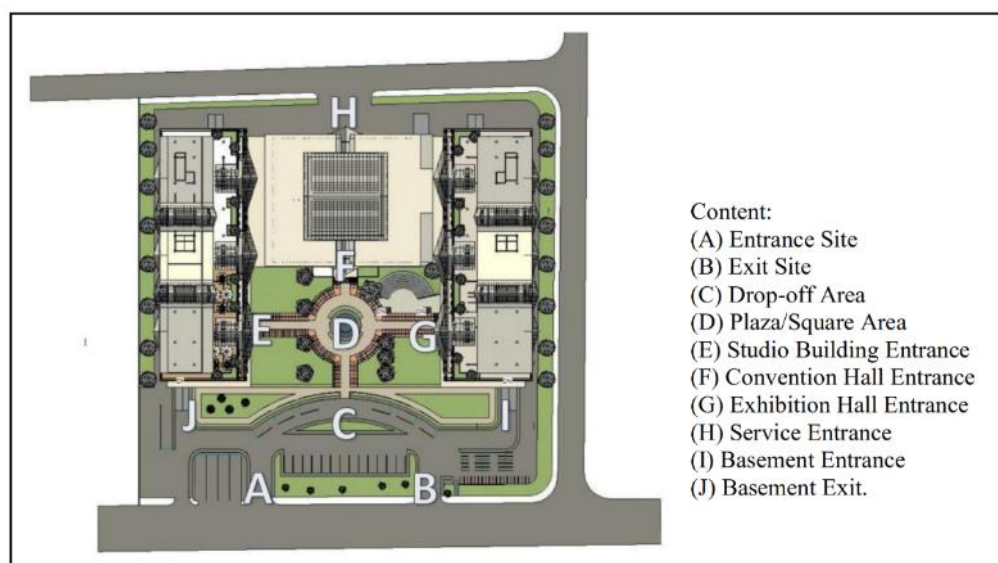 H
F
E
D
G
J
C
I
A
B
Content:
(A) Entrance Site
(B) Exit Site
(C) Drop-off Area
(D) Plaza/Square Area
(E) Studio Building Entrance
(F) Convention Hall Entrance
(G) Exhibition Hall Entrance
(H) Service Entrance
(I) Basement Entrance
(J) Basement Exit.